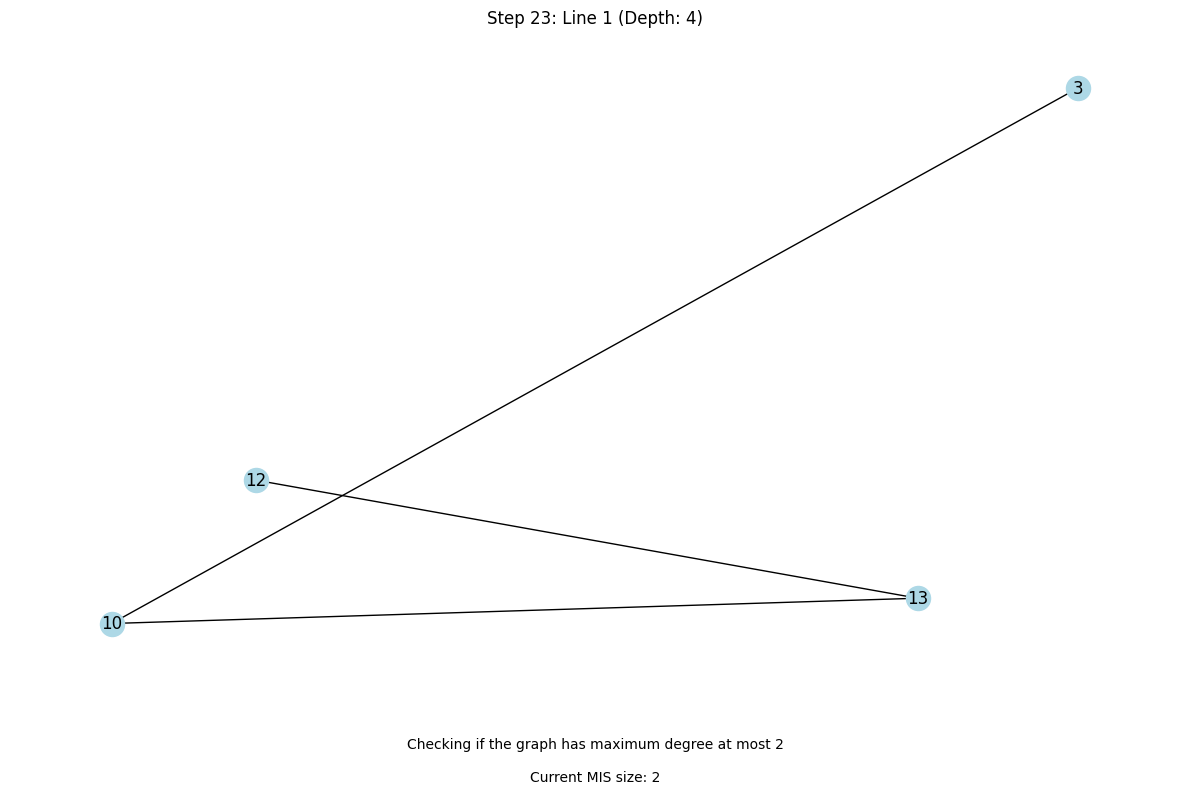 Step 23: Line 1 (Depth: 4)
3
12
13
10
Checking if the graph has maximum degree at most 2
Current MIS size: 2